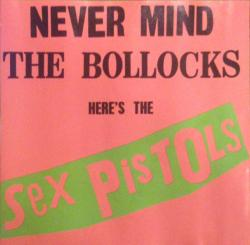 NEVER MIND
THE BOLLOCKS
HERE'S THE
SeX PiSTOLs